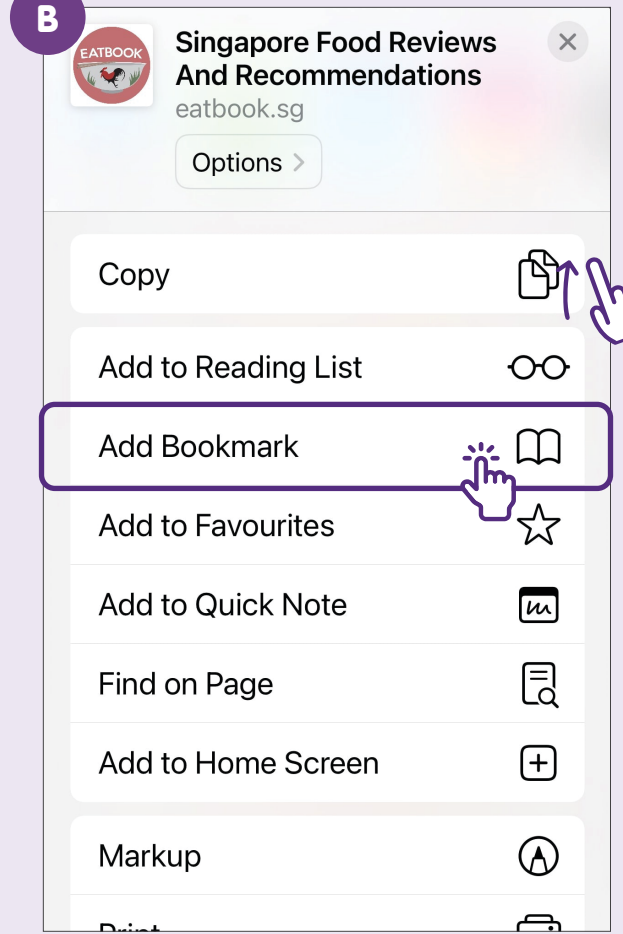 B
EATBOOK
Singapore Food Reviews
And Recommendations
eatbook.sg
Options
Copy
Add to Reading List
Add Bookmark
Add to Favourites
Add to Quick Note
Find on Page
Add to Home Screen
Markup
Print